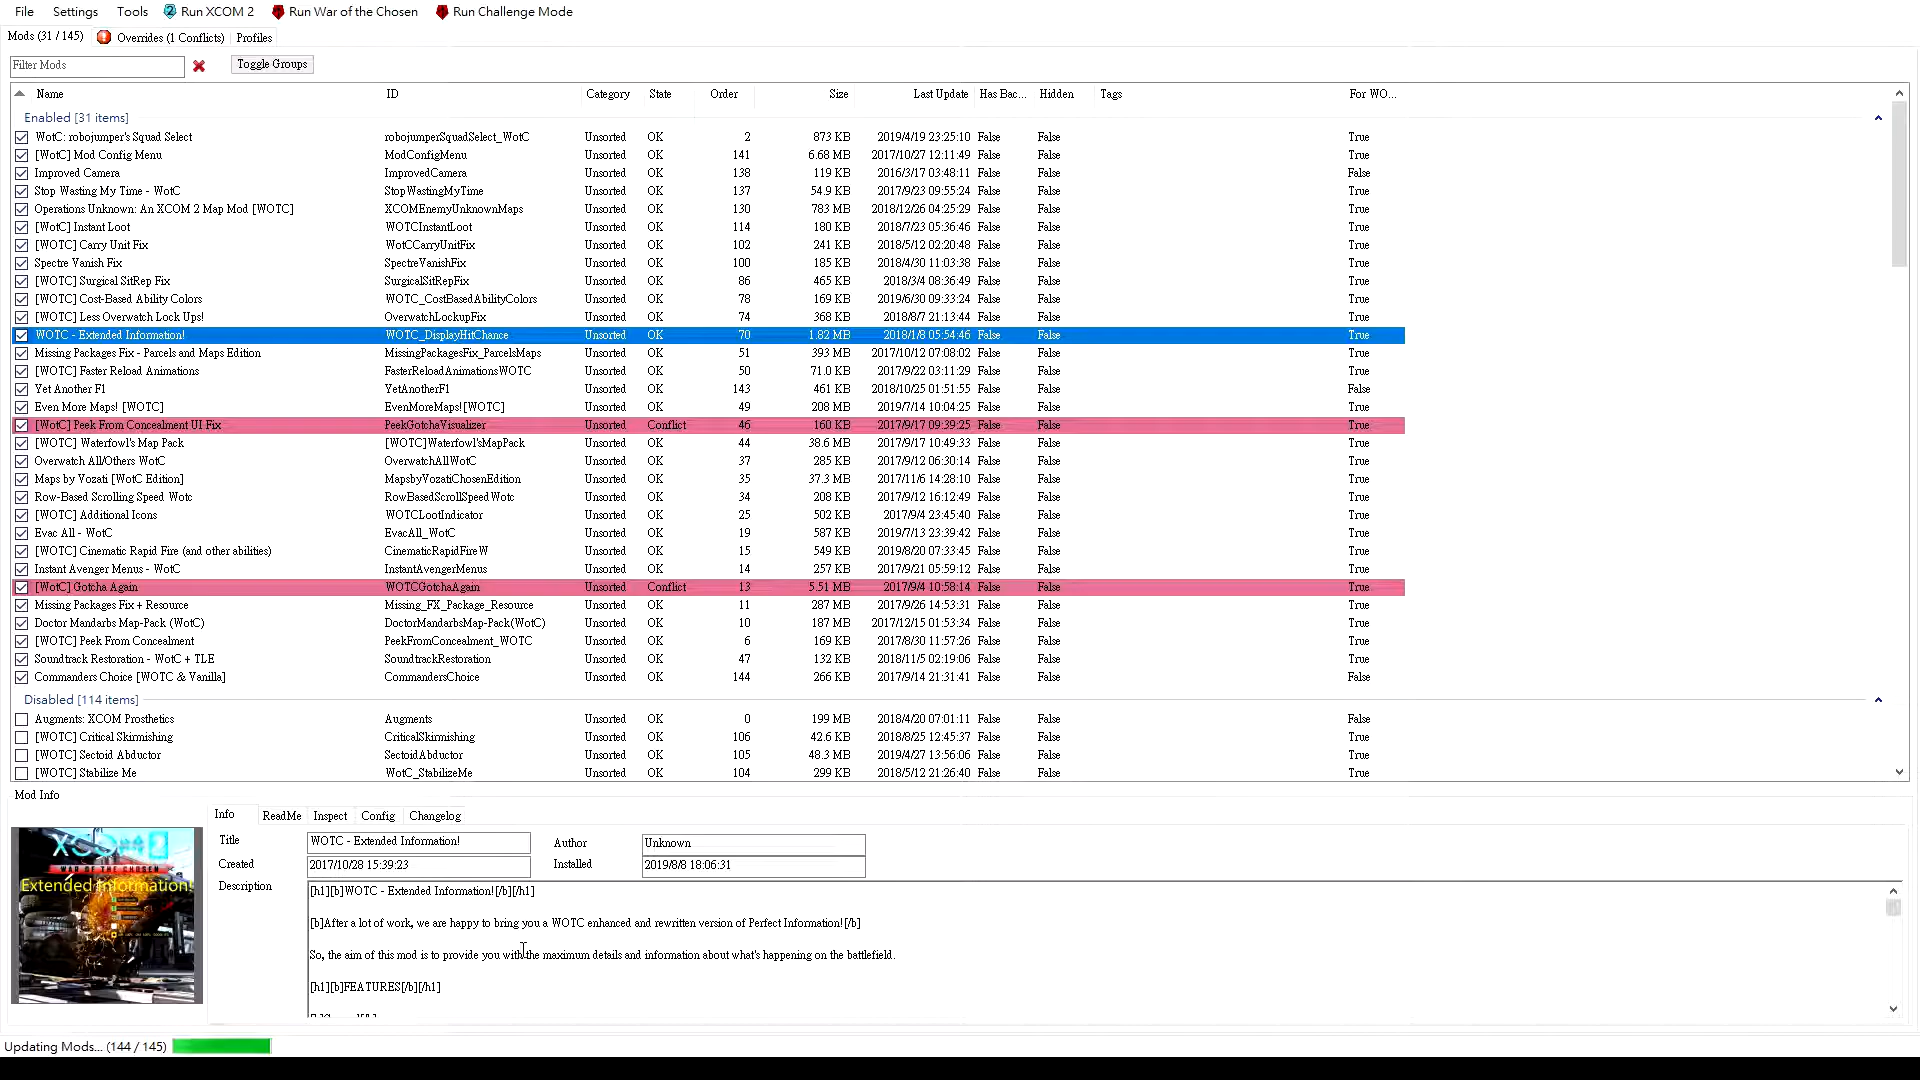 File Settings Tools Run XCOM 2 Run War of the Chosen Run Challenge Mode
Mods (31 / 145) Overrides (1 Conflicts) Profiles
Filter Mods Toggle Groups
Name ID Category State Order Size Last Update Has Bac... Hidden Tags For WO...
Enabled [31 items]
WotC: robojumper's Squad Select robojumperSquadSelect_WotC Unsorted OK 2 873 KB 2019/4/19 23:25:10 False False True
[WotC] Mod Config Menu ModConfigMenu Unsorted OK 141 6.68 MB 2017/10/27 12:11:49 False False True
Improved Camera ImprovedCamera Unsorted OK 138 119 KB 2016/3/17 03:48:11 False False False
Stop Wasting My Time - WotC StopWastingMyTime Unsorted OK 137 54.9 KB 2017/9/23 09:55:24 False False True
Operations Unknown: An XCOM 2 Map Mod [WOTC] XCOMEnemyUnknownMaps Unsorted OK 130 783 MB 2018/12/26 04:25:29 False False True
[WotC] Instant Loot WOTCInstantLoot Unsorted OK 114 180 KB 2018/7/23 05:36:46 False False True
[WOTC] Carry Unit Fix WotCCarryUnitFix Unsorted OK 102 241 KB 2018/5/12 02:20:48 False False True
Spectre Vanish Fix SpectreVanishFix Unsorted OK 100 185 KB 2018/4/30 11:03:38 False False True
[WOTC] Surgical SitRep Fix SurgicalSitRepFix Unsorted OK 86 465 KB 2018/3/4 08:36:49 False False True
[WOTC] Cost-Based Ability Colors WOTC_CostBasedAbilityColors Unsorted OK 78 169 KB 2019/6/30 09:33:24 False False True
[WOTC] Less Overwatch Lock Ups! OverwatchLockupFix Unsorted OK 74 368 KB 2018/8/7 21:13:44 False False True
WOTC - Extended Information! WOTC_DisplayHitChance Unsorted OK 70 1.82 MB 2018/1/8 05:54:46 False False True
Missing Packages Fix - Parcels and Maps Edition MissingPackagesFix_ParcelsMaps Unsorted OK 51 393 MB 2017/10/12 07:08:02 False False True
[WOTC] Faster Reload Animations FasterReloadAnimationsWOTC Unsorted OK 50 71.0 KB 2017/9/22 03:11:29 False False True
Yet Another F1 YetAnotherF1 Unsorted OK 143 461 KB 2018/10/25 01:51:55 False False False
Even More Maps! [WOTC] EvenMoreMaps![WOTC] Unsorted OK 49 208 MB 2019/7/14 10:04:25 False False True
[WotC] Peek From Concealment UI Fix PeekGotchaVisualizer Unsorted Conflict 46 160 KB 2017/9/17 09:39:25 False False True
[WOTC] Waterfowl's Map Pack [WOTC]Waterfowl'sMapPack Unsorted OK 44 38.6 MB 2017/9/17 10:49:33 False False True
Overwatch All/Others WotC OverwatchAllWotC Unsorted OK 37 285 KB 2017/9/12 06:30:14 False False True
Maps by Vozati [WotC Edition] MapsbyVozatiChosenEdition Unsorted OK 35 37.3 MB 2017/11/6 14:28:10 False False True
Row-Based Scrolling Speed Wotc RowBasedScrollSpeedWotc Unsorted OK 34 208 KB 2017/9/12 16:12:49 False False True
[WOTC] Additional Icons WOTCLootIndicator Unsorted OK 25 502 KB 2017/9/4 23:45:40 False False True
Evac All - WotC EvacAll_WotC Unsorted OK 19 587 KB 2019/7/13 23:39:42 False False True
[WOTC] Cinematic Rapid Fire (and other abilities) CinematicRapidFireW Unsorted OK 15 549 KB 2019/8/20 07:33:45 False False True
Instant Avenger Menus - WotC InstantAvengerMenus Unsorted OK 14 257 KB 2017/9/21 05:59:12 False False True
[WotC] Gotcha Again WOTCGotchaAgain Unsorted Conflict 13 5.51 MB 2017/9/4 10:58:14 False False True
Missing Packages Fix + Resource Missing_FX_Package_Resource Unsorted OK 11 287 MB 2017/9/26 14:53:31 False False True
Doctor Mandarbs Map-Pack (WotC) DoctorMandarbsMap-Pack(WotC) Unsorted OK 10 187 MB 2017/12/15 01:53:34 False False True
[WOTC] Peek From Concealment PeekFromConcealment_WOTC Unsorted OK 6 169 KB 2017/8/30 11:57:26 False False True
Soundtrack Restoration - WotC + TLE SoundtrackRestoration Unsorted OK 47 132 KB 2018/11/5 02:19:06 False False True
Commanders Choice [WOTC & Vanilla] CommandersChoice Unsorted OK 144 266 KB 2017/9/14 21:31:41 False False False
Disabled [114 items]
Augments: XCOM Prosthetics Augments Unsorted OK 0 199 MB 2018/4/20 07:01:11 False False False
[WOTC] Critical Skirmishing CriticalSkirmishing Unsorted OK 106 42.6 KB 2018/8/25 12:45:37 False False True
[WOTC] Sectoid Abductor SectoidAbductor Unsorted OK 105 48.3 MB 2019/4/27 13:56:06 False False True
[WOTC] Stabilize Me WotC_StabilizeMe Unsorted OK 104 299 KB 2018/5/12 21:26:40 False False True
Mod Info
Info ReadMe Inspect Config Changelog
Title WOTC - Extended Information! Author Unknown
Created 2017/10/28 15:39:23 Installed 2019/8/8 18:06:31
Description [h1][b]WOTC - Extended Information![/b][/h1]
[b]After a lot of work, we are happy to bring you a WOTC enhanced and rewritten version of Perfect Information![/b]
So, the aim of this mod is to provide you with the maximum details and information about what's happening on the battlefield.
[h1][b]FEATURES[/b][/h1]
XCOM 2
WAR OF THE CHOSEN
Extended Information!
Updating Mods... (144 / 145)